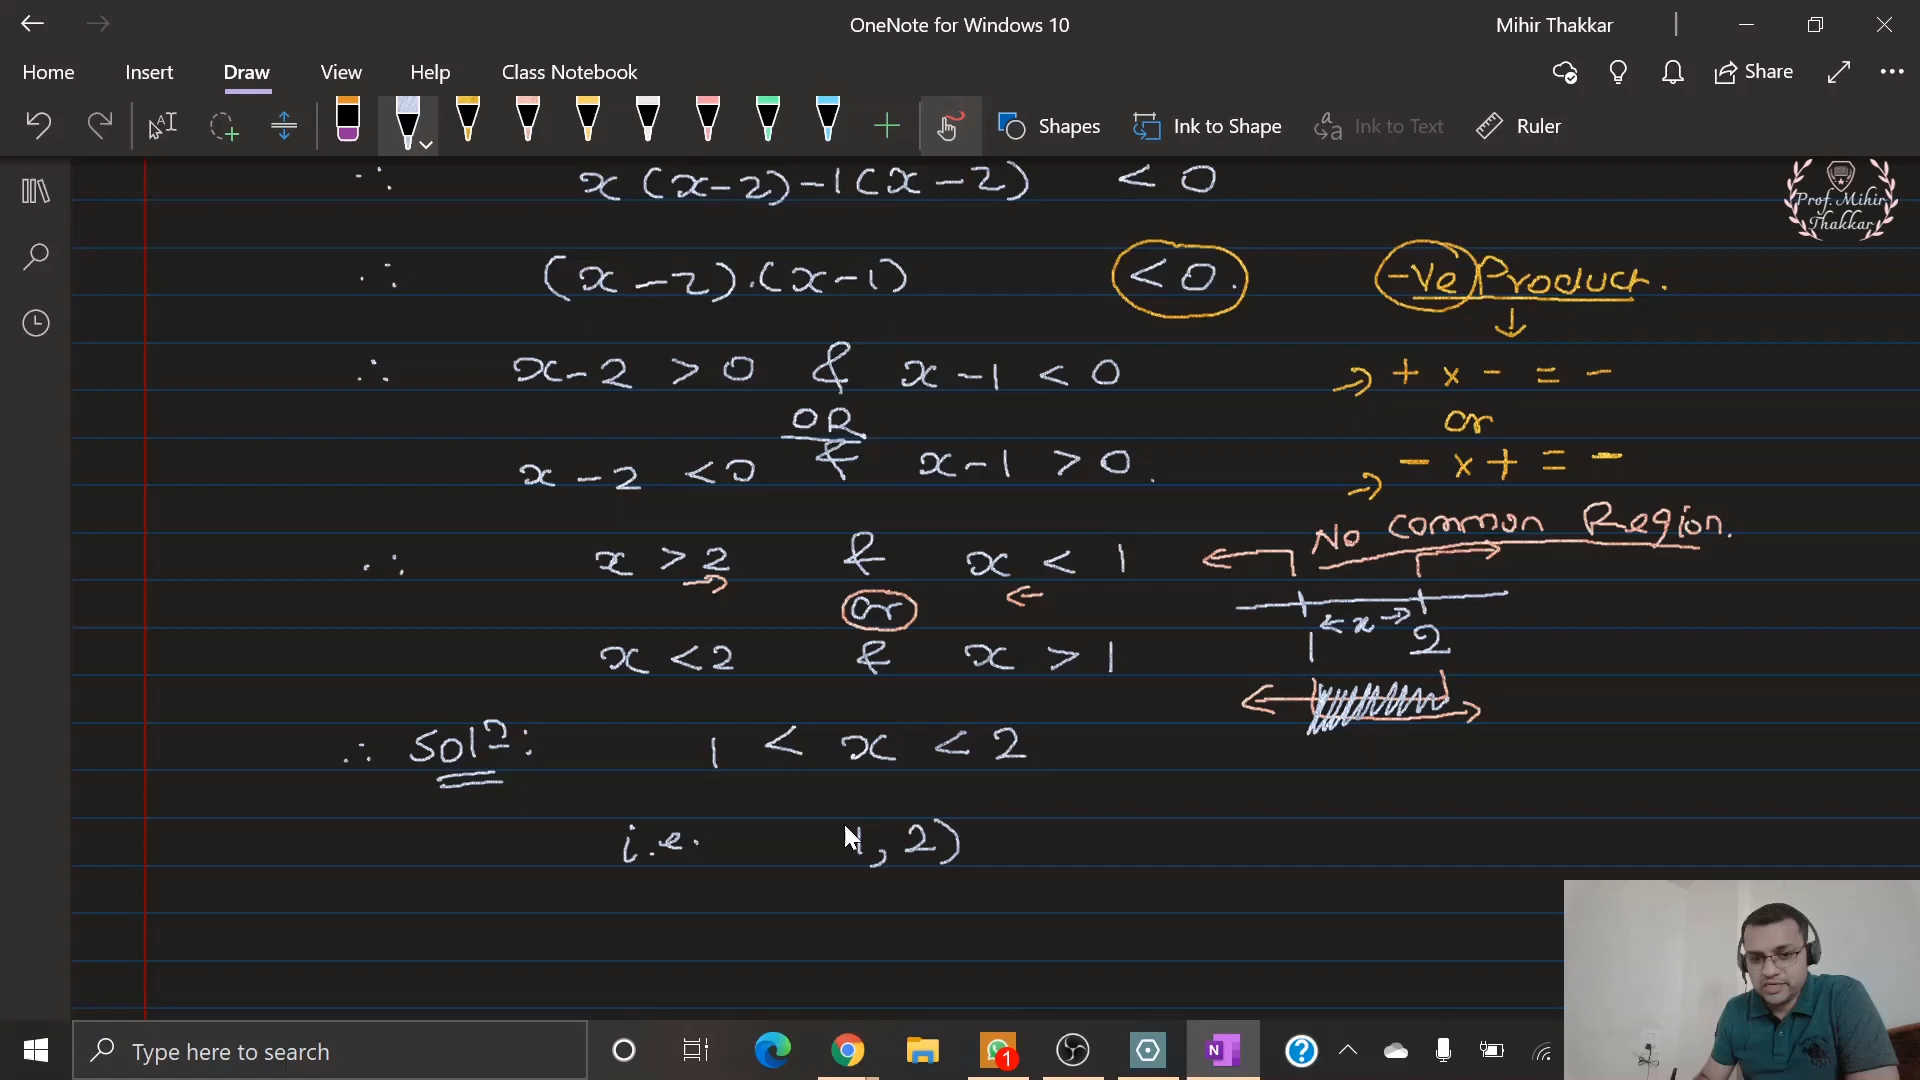 OneNote for Windows 10
Mihir Thakkar
Home Insert Draw View Help Class Notebook
Share
Shapes Ink to Shape Ink to Text Ruler
∴ x(x-2)-1(x-2) < 0
Prof. Mihir
Thakkar
∴ (x-2).(x-1) < 0.
-ve Product.
↓
∴ x-2 > 0 & x-1 < 0
→ + x - = -
OR
or
x-2 < 0 & x-1 > 0.
→ - x + = -
No common Region.
∴ x > 2 & x < 1
or
← x →
1 2
x < 2 & x > 1
∴ Solⁿ: 1 < x < 2
i.e. 1, 2)
Type here to search
1
N